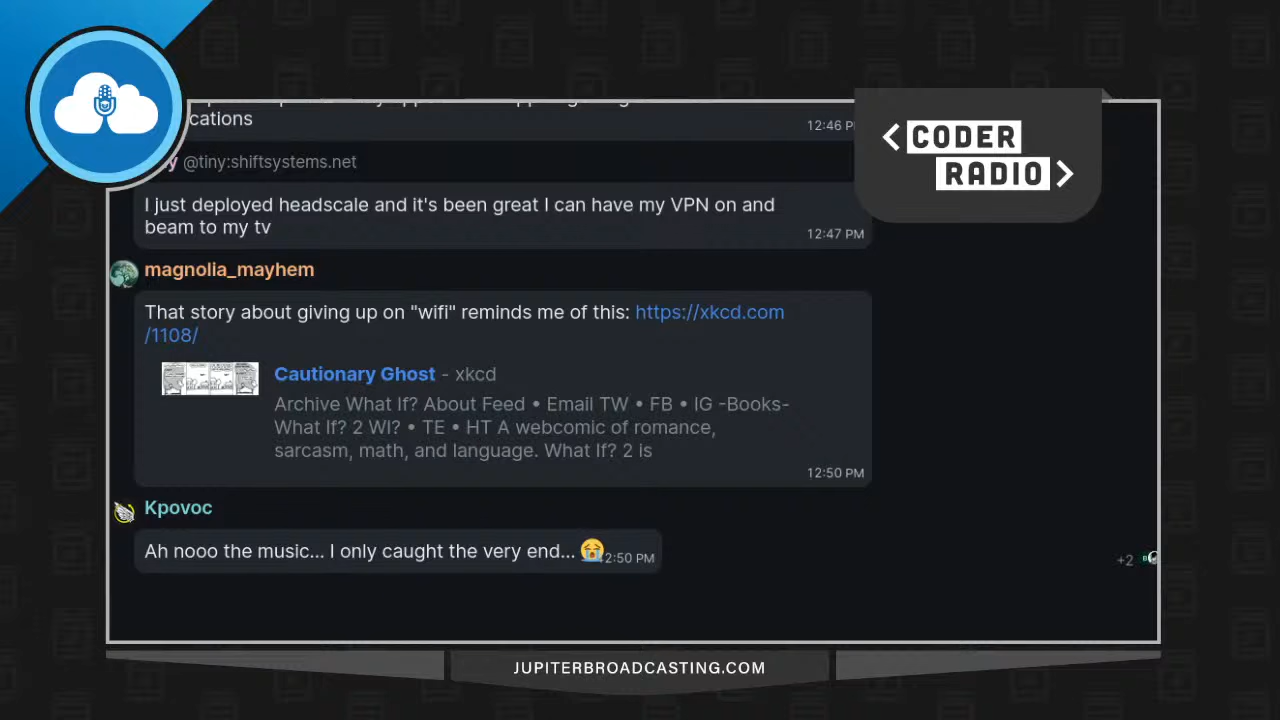 cations
12:46 P
@tiny:shiftsystems.net
I just deployed headscale and it's been great I can have my VPN on and
beam to my tv
12:47 PM
magnolia_mayhem
That story about giving up on "wifi" reminds me of this: https://xkcd.com
/1108/
Cautionary Ghost - xkcd
Archive What If? About Feed • Email TW • FB • IG -Books-
What If? 2 WI? • TE • HT A webcomic of romance,
sarcasm, math, and language. What If? 2 is
12:50 PM
Kpovoc
Ah nooo the music... I only caught the very end... 😭
2:50 PM
+2
<CODER
RADIO>
JUPITERBROADCASTING.COM